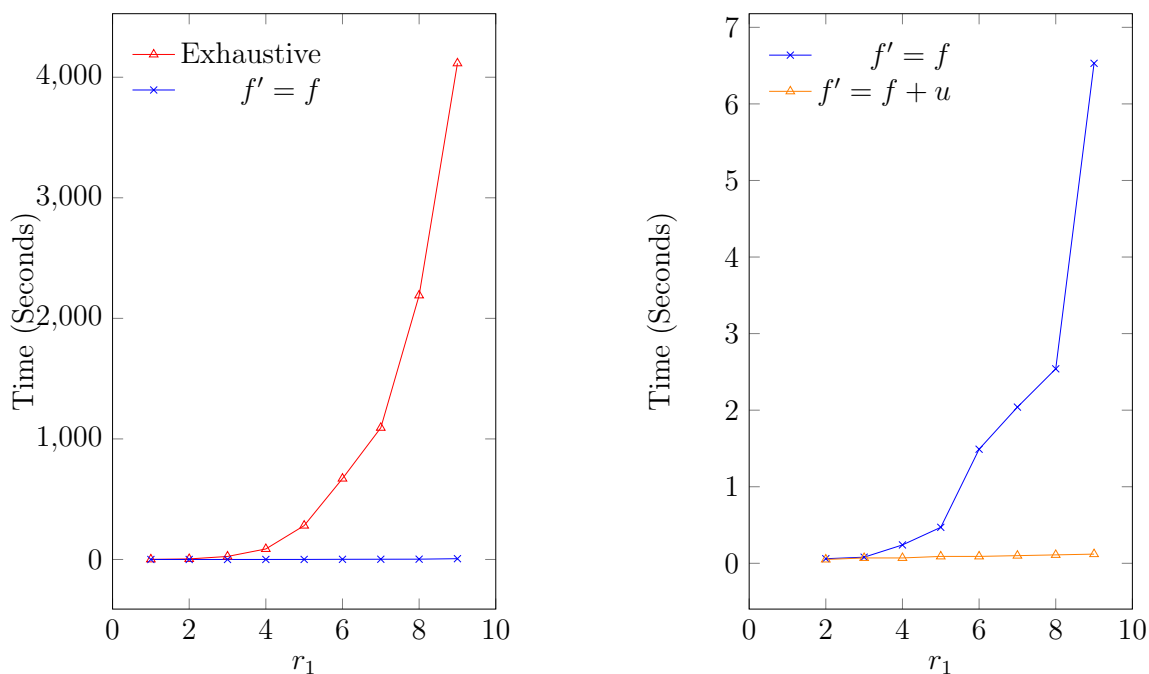 Exhaustive
f′ = f
4,000
3,000
2,000
1,000
0
Time (Seconds)
0 2 4 6 8 10
r₁
f′ = f
f′ = f + u
7
6
5
4
3
2
1
0
Time (Seconds)
0 2 4 6 8 10
r₁